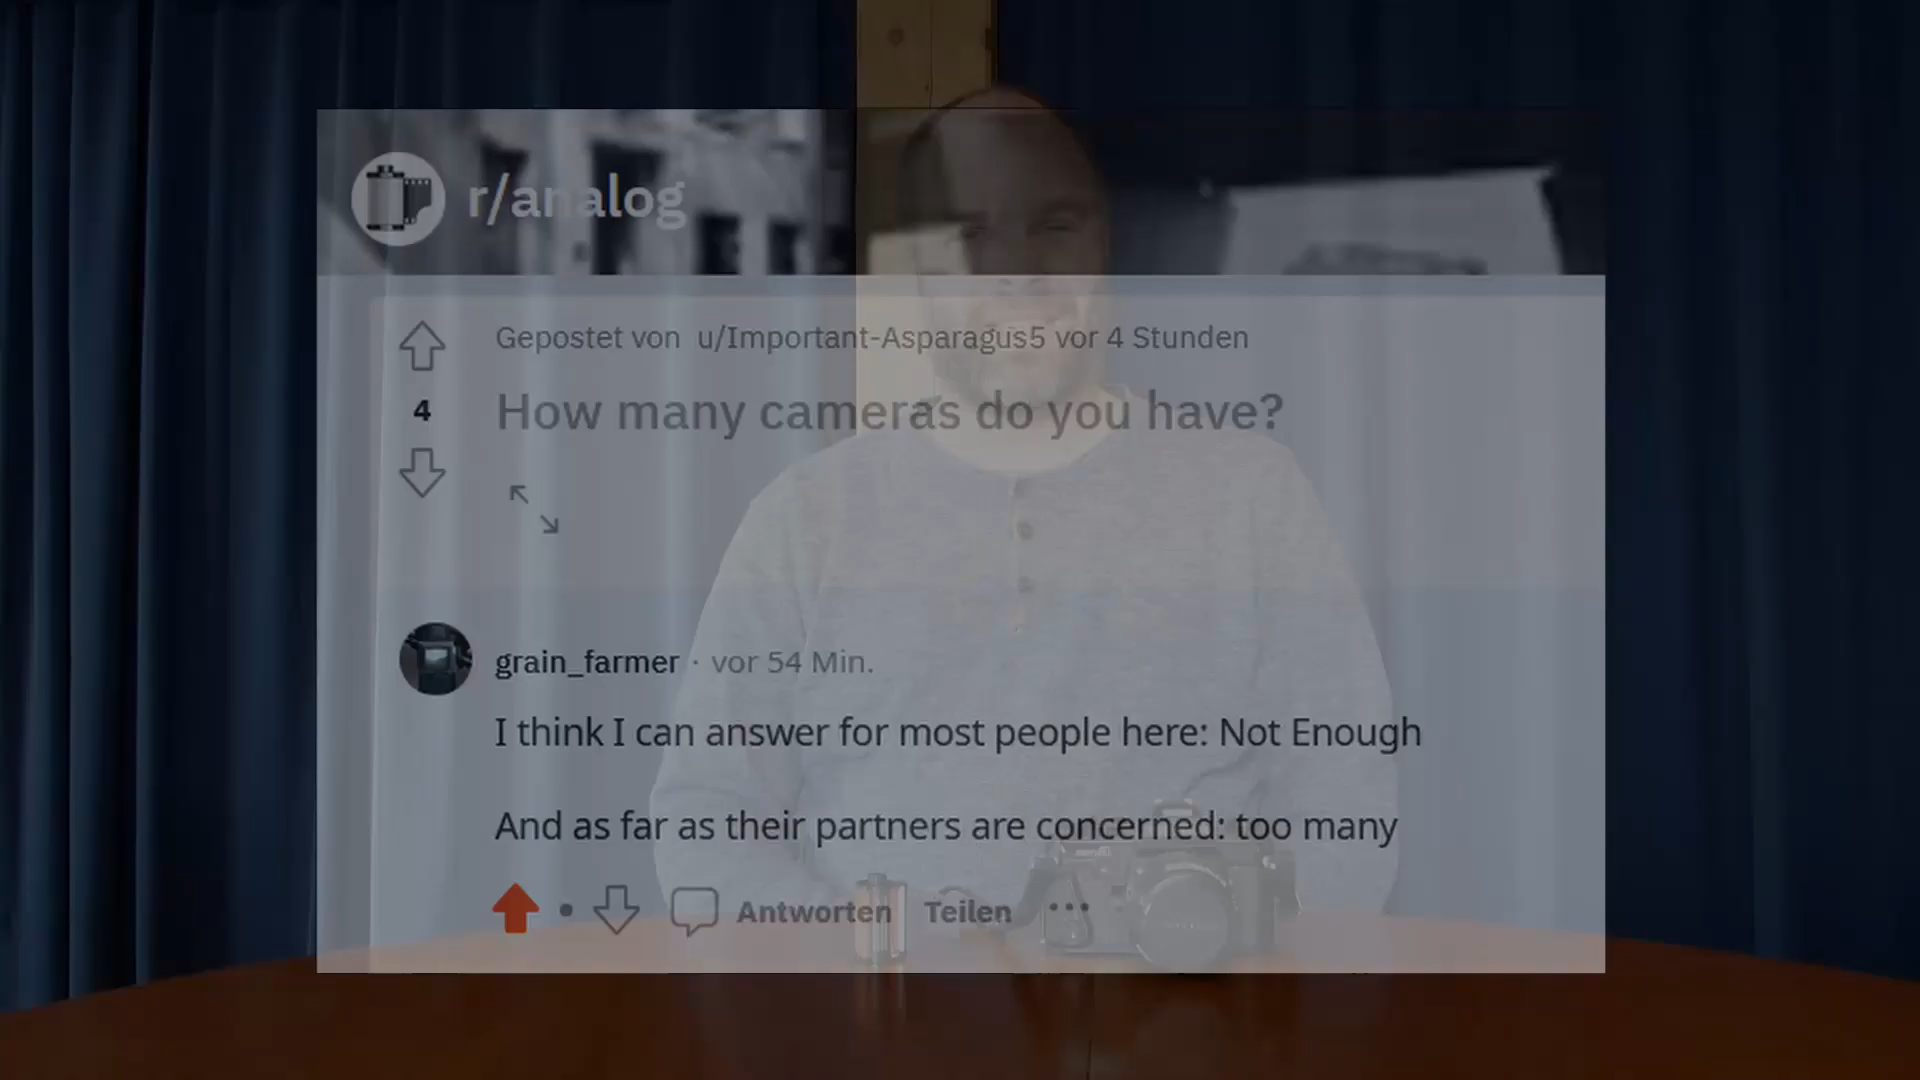 r/analog
Gepostet von u/Important-Asparagus5 vor 4 Stunden
4
How many cameras do you have?
grain_farmer · vor 54 Min.
I think I can answer for most people here: Not Enough
And as far as their partners are concerned: too many
Antworten Teilen